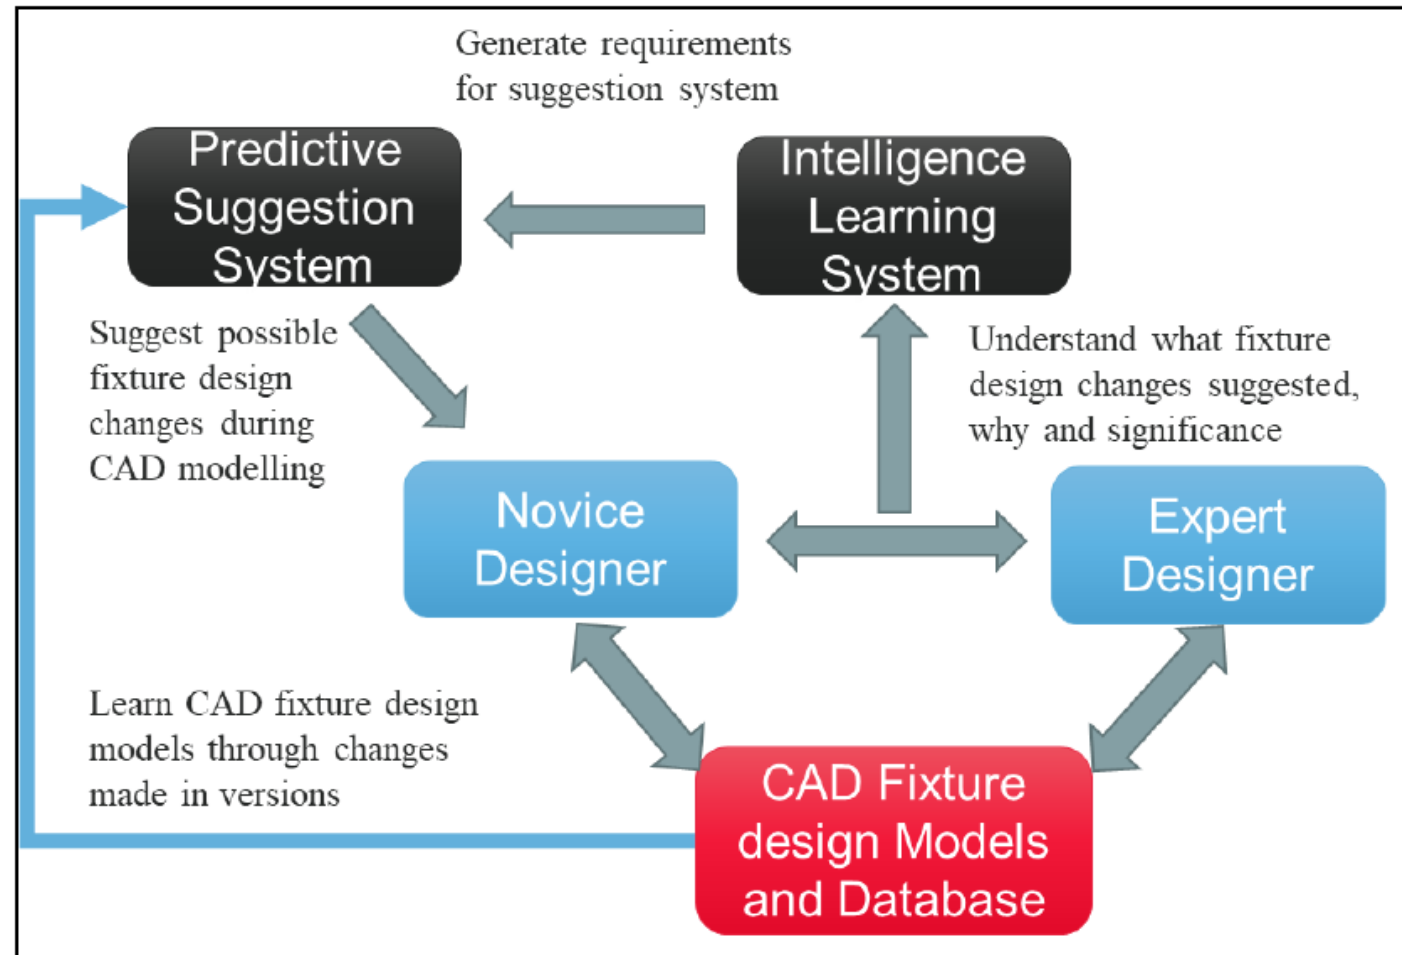 Generate requirements
for suggestion system
Predictive
Suggestion
System
Intelligence
Learning
System
Suggest possible
fixture design
changes during
CAD modelling
Understand what fixture
design changes suggested,
why and significance
Novice
Designer
Expert
Designer
Learn CAD fixture design
models through changes
made in versions
CAD Fixture
design Models
and Database